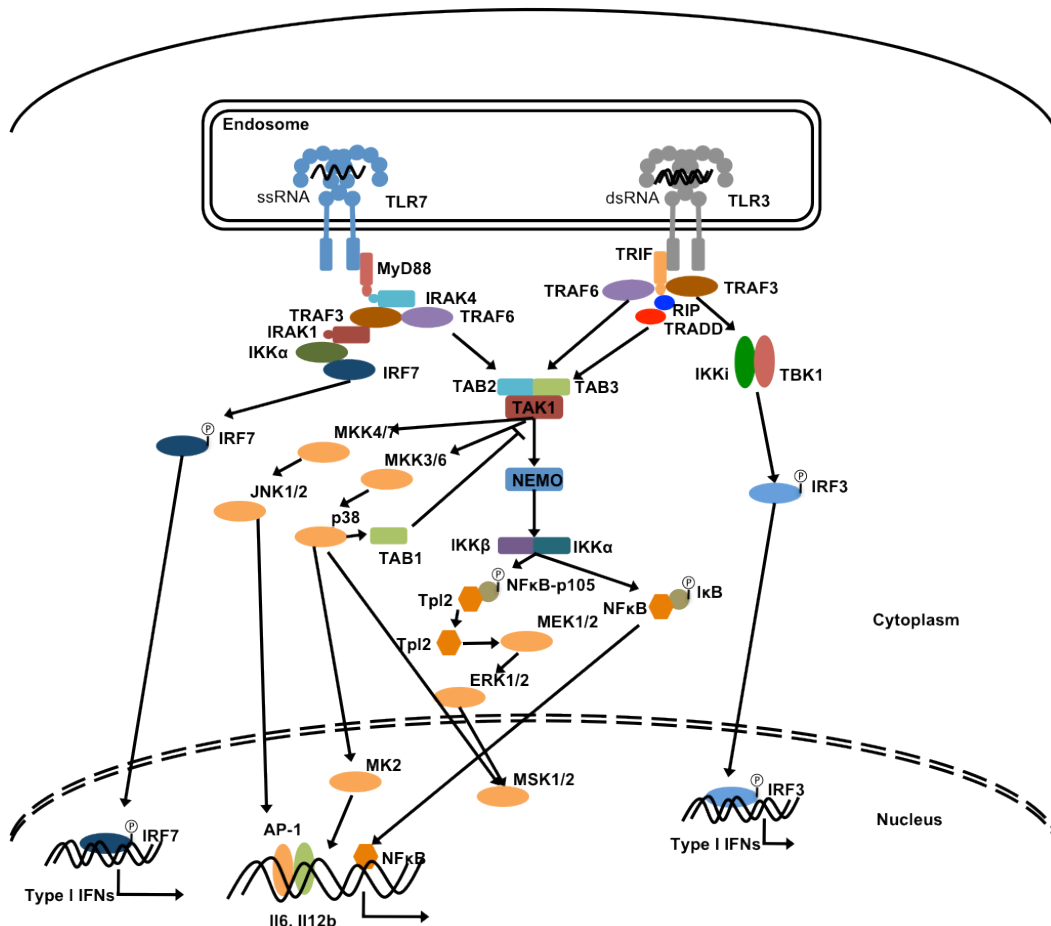 Endosome
ssRNA
TLR7
dsRNA
TLR3
MyD88
TRIF
IRAK4
TRAF6
TRAF3
TRAF3
TRAF6
RIP
TRADD
IRAK1
IKKα
IRF7
TAB2
TAB3
IKKi
TBK1
TAK1
P
IRF7
MKK4/7
MKK3/6
NEMO
JNK1/2
p38
TAB1
P
IRF3
IKKβ
IKKα
P
NFκB-p105
Tpl2
P
IκB
NFκB
Tpl2
MEK1/2
Cytoplasm
ERK1/2
MK2
MSK1/2
P
IRF3
Nucleus
Type I IFNs
P
IRF7
AP-1
NFκB
Type I IFNs
Il6, Il12b